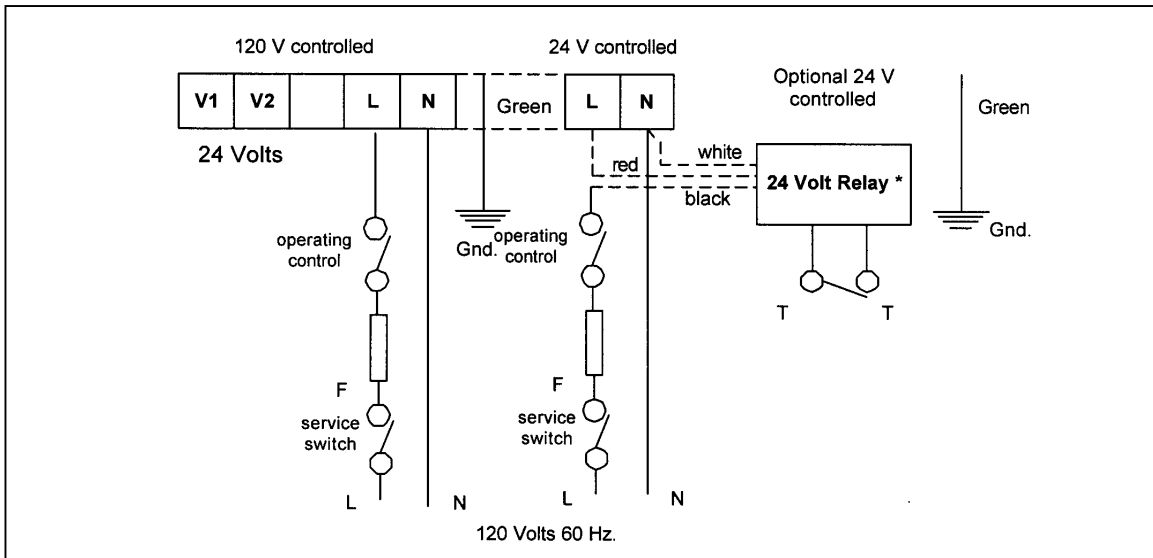 120 V controlled
24 V controlled
Optional 24 V
controlled
V1 V2 L N
Green
L N
Green
24 Volts
white
red
24 Volt Relay *
black
operating
control
Gnd.
operating
control
Gnd.
T T
F
F
service
switch
service
switch
L N
L N
120 Volts 60 Hz.